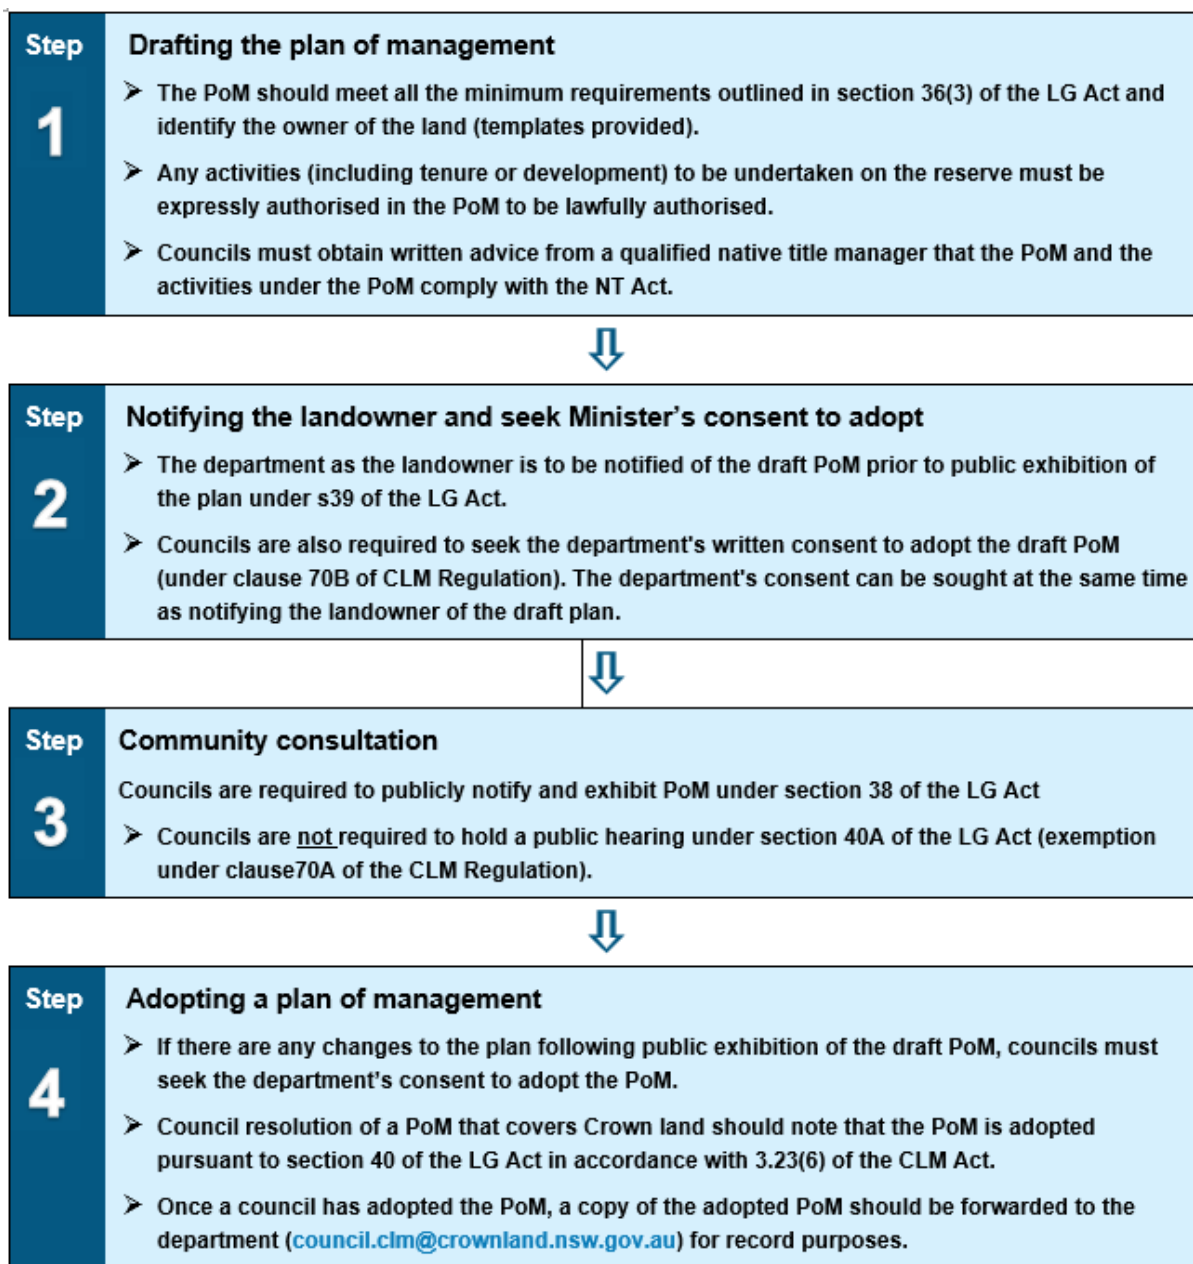 Step
1
Drafting the plan of management
➢ The PoM should meet all the minimum requirements outlined in section 36(3) of the LG Act and
identify the owner of the land (templates provided).
➢ Any activities (including tenure or development) to be undertaken on the reserve must be
expressly authorised in the PoM to be lawfully authorised.
➢ Councils must obtain written advice from a qualified native title manager that the PoM and the
activities under the PoM comply with the NT Act.
Step
2
Notifying the landowner and seek Minister's consent to adopt
➢ The department as the landowner is to be notified of the draft PoM prior to public exhibition of
the plan under s39 of the LG Act.
➢ Councils are also required to seek the department's written consent to adopt the draft PoM
(under clause 70B of CLM Regulation). The department's consent can be sought at the same time
as notifying the landowner of the draft plan.
Step
3
Community consultation
Councils are required to publicly notify and exhibit PoM under section 38 of the LG Act
➢ Councils are not required to hold a public hearing under section 40A of the LG Act (exemption
under clause70A of the CLM Regulation).
Step
4
Adopting a plan of management
➢ If there are any changes to the plan following public exhibition of the draft PoM, councils must
seek the department's consent to adopt the PoM.
➢ Council resolution of a PoM that covers Crown land should note that the PoM is adopted
pursuant to section 40 of the LG Act in accordance with 3.23(6) of the CLM Act.
➢ Once a council has adopted the PoM, a copy of the adopted PoM should be forwarded to the
department (council.clm@crownland.nsw.gov.au) for record purposes.